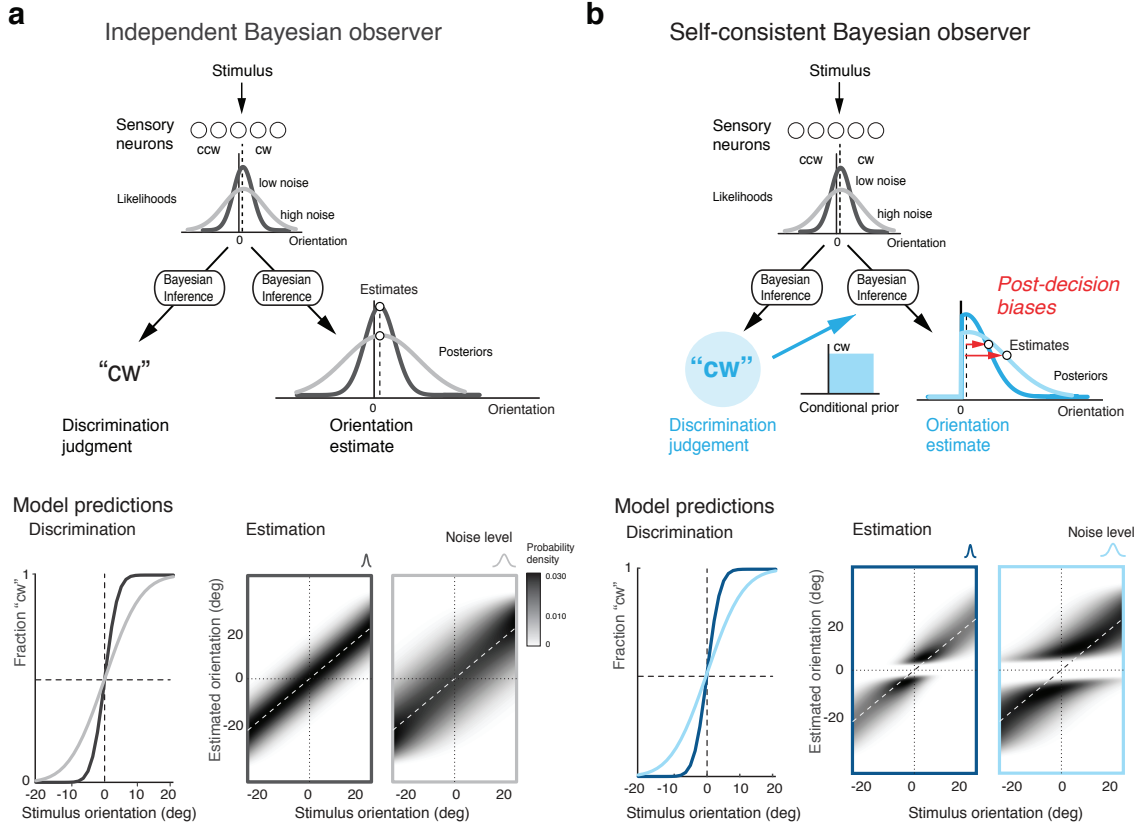 a
Independent Bayesian observer
Stimulus
Sensory
neurons
ccw
cw
low noise
Likelihoods
high noise
0
Orientation
Bayesian
Inference
Bayesian
Inference
Estimates
"cw"
Posteriors
0
Orientation
Discrimination
judgment
Orientation
estimate
Model predictions
Discrimination
Estimation
Noise level
Probability
density
0.030
0.010
0
1
Fraction "cw"
1
0
-20
-10
0
10
20
Stimulus orientation (deg)
Estimated orientation (deg)
20
0
-20
-20
0
20
-20
0
20
Stimulus orientation (deg)
b
Self-consistent Bayesian observer
Stimulus
Sensory
neurons
ccw
cw
low noise
Likelihoods
high noise
0
Orientation
Bayesian
Inference
Bayesian
Inference
Post-decision
biases
"cw"
cw
Conditional prior
Estimates
Posteriors
0
Orientation
Discrimination
judgement
Orientation
estimate
Model predictions
Discrimination
Estimation
Noise level
1
Fraction "cw"
0
-20
-10
0
10
20
Stimulus orientation (deg)
Estimated orientation (deg)
20
0
-20
-20
0
20
-20
0
20
Stimulus orientation (deg)